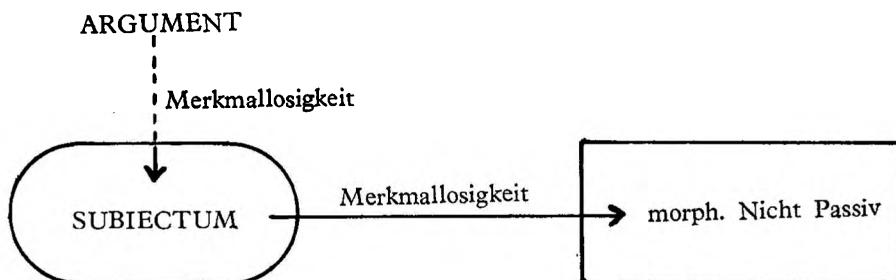 ARGUMENT
Merkmallosigkeit
SUBIECTUM
Merkmallosigkeit
morph. Nicht Passiv